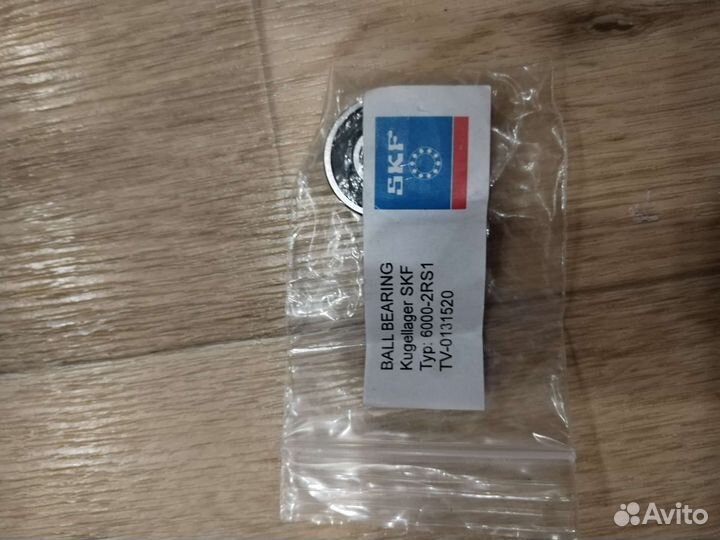 SKF
BALL BEARING
Kugellager SKF
Typ: 6000-2RS1
TV-0131520
Avito